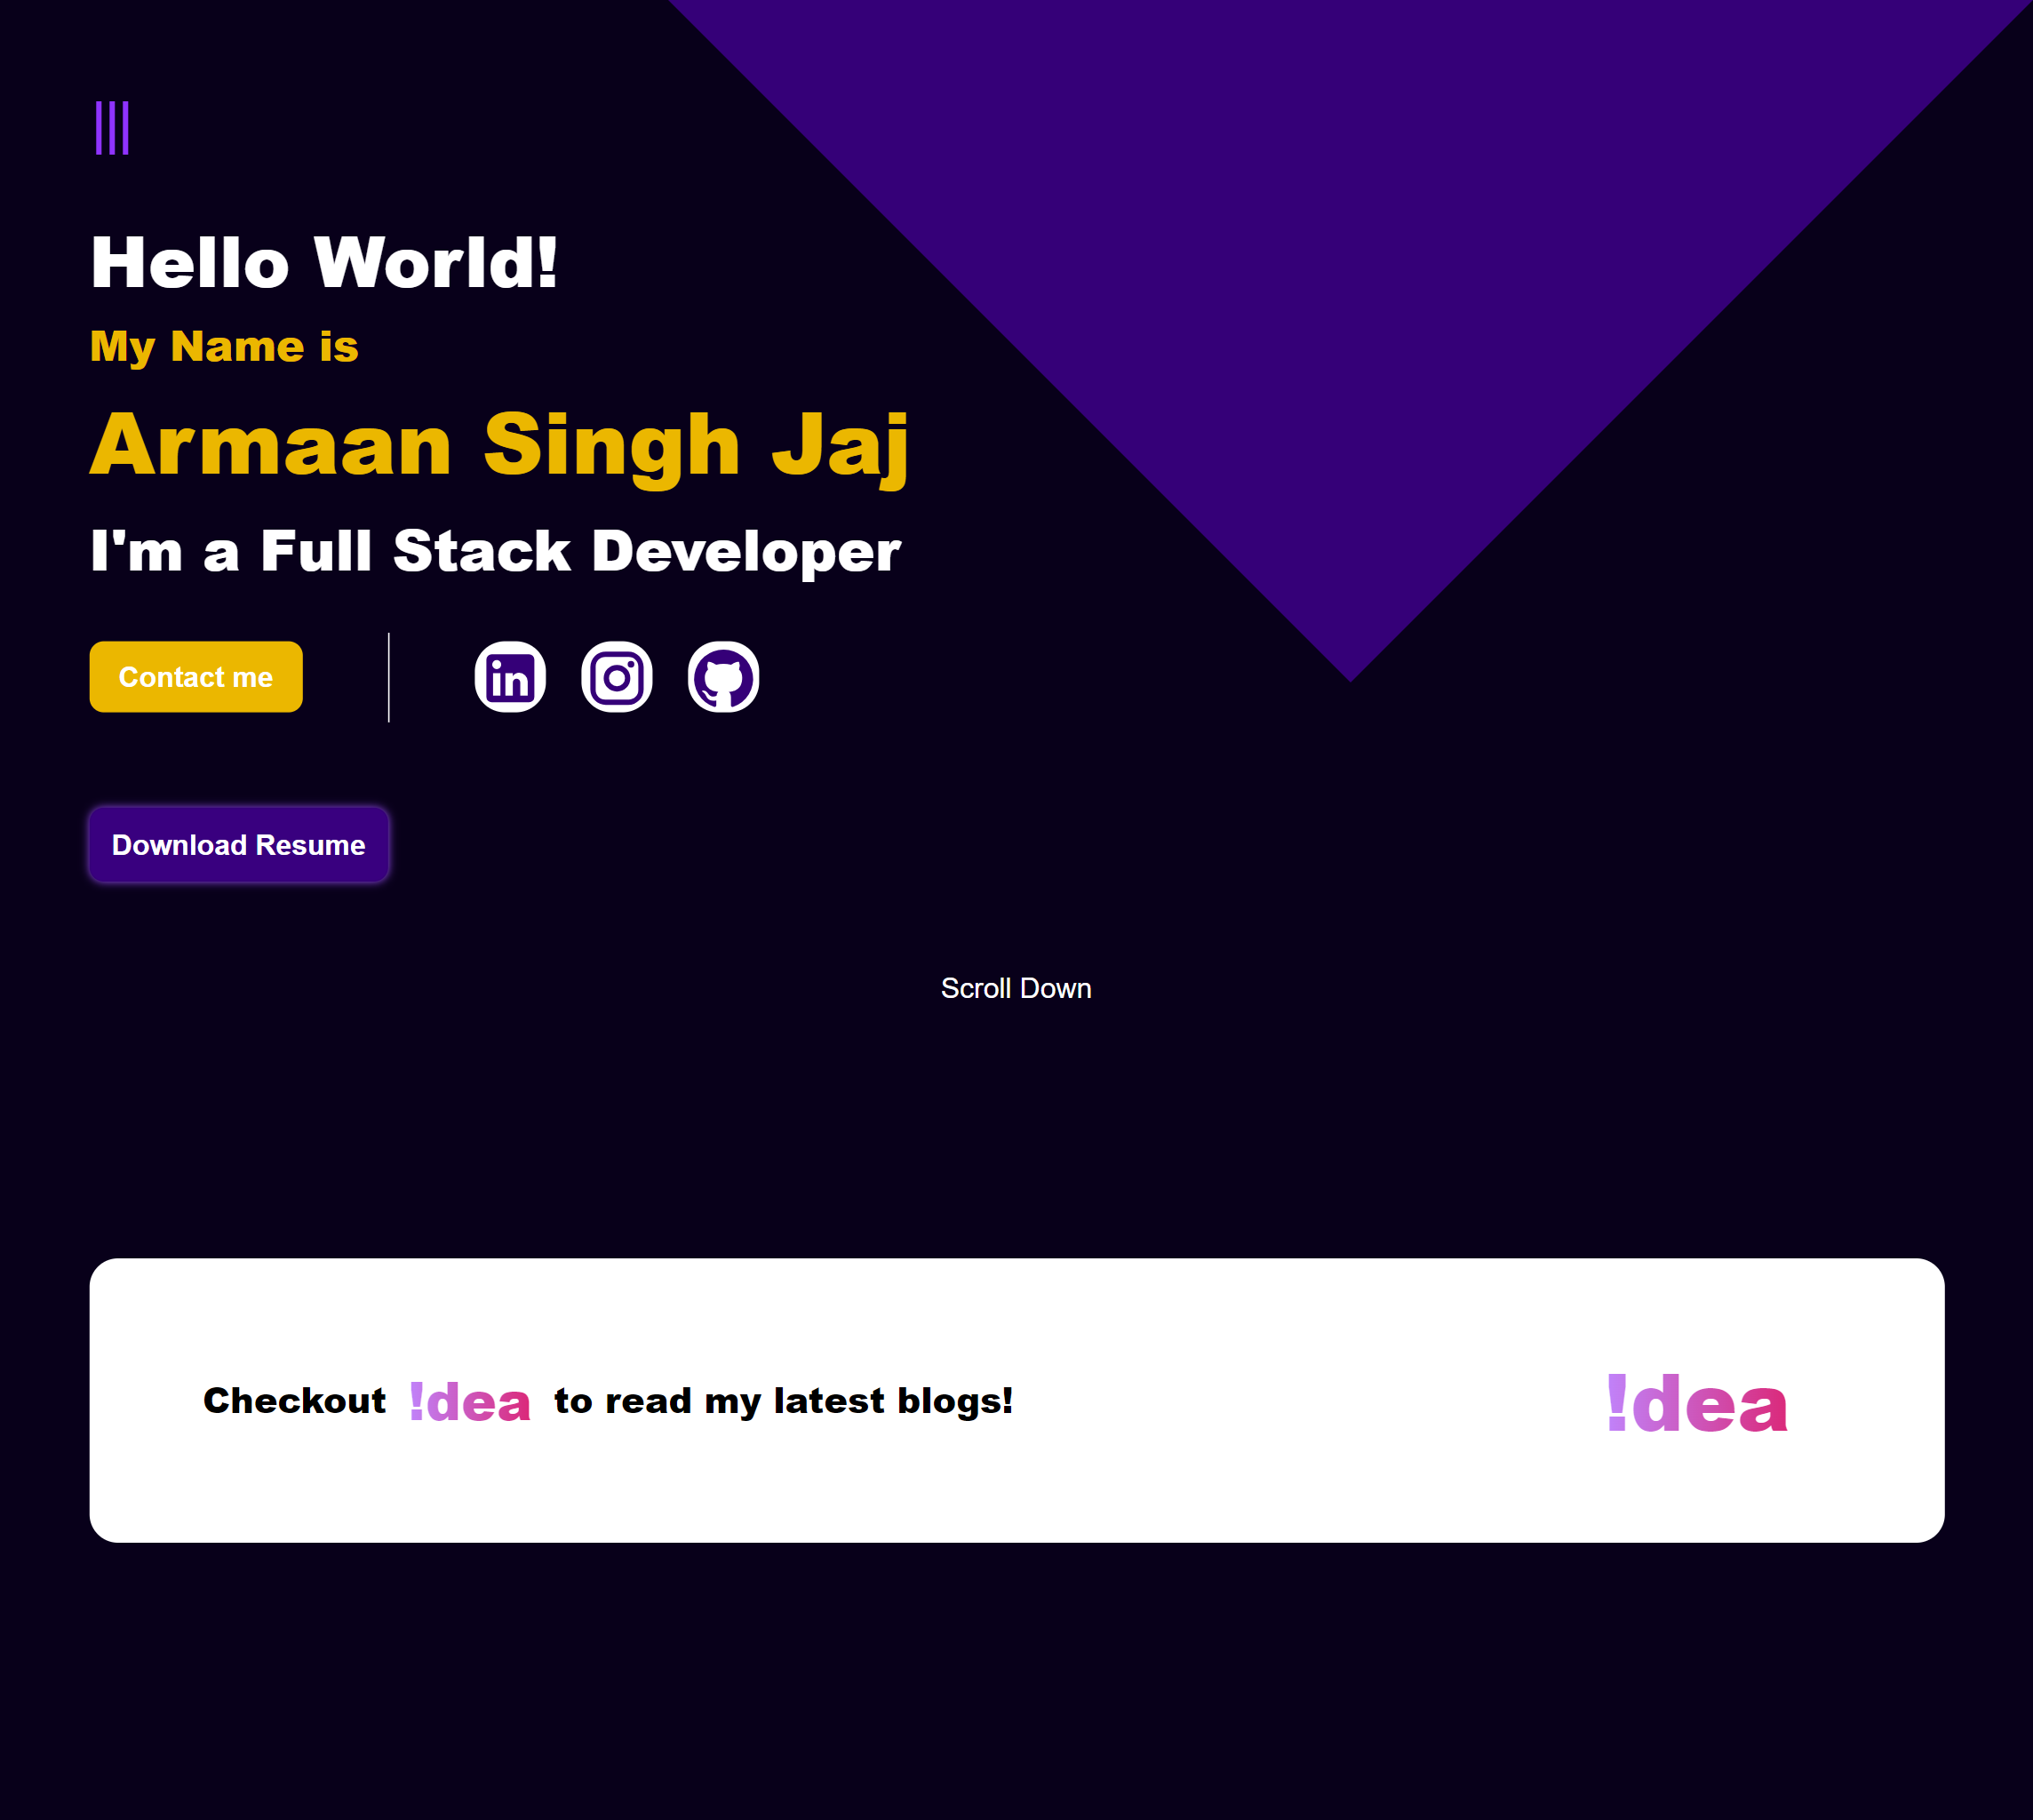 Hello World!
My Name is
Armaan Singh Jaj
I'm a Full Stack Developer
Contact me
in
Download Resume
Scroll Down
Checkout !dea to read my latest blogs!
!dea